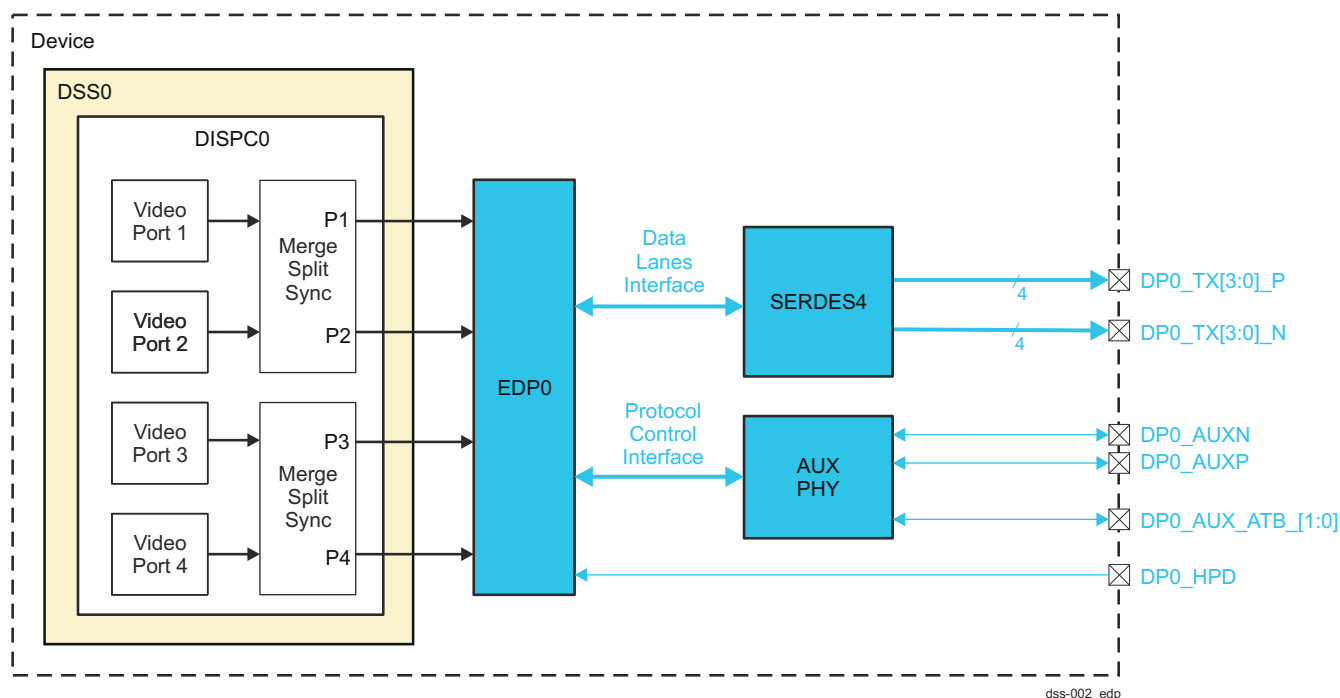 Device
DSS0
DISPC0
Video
Port 1
Video
Port 2
Video
Port 3
Video
Port 4
P1
Merge
Split
Sync
P2
P3
Merge
Split
Sync
P4
EDP0
Data
Lanes
Interface
Protocol
Control
Interface
SERDES4
AUX
PHY
4
4
DP0_TX[3:0]_P
DP0_TX[3:0]_N
DP0_AUXN
DP0_AUXP
DP0_AUX_ATB_[1:0]
DP0_HPD
dss-002_edp